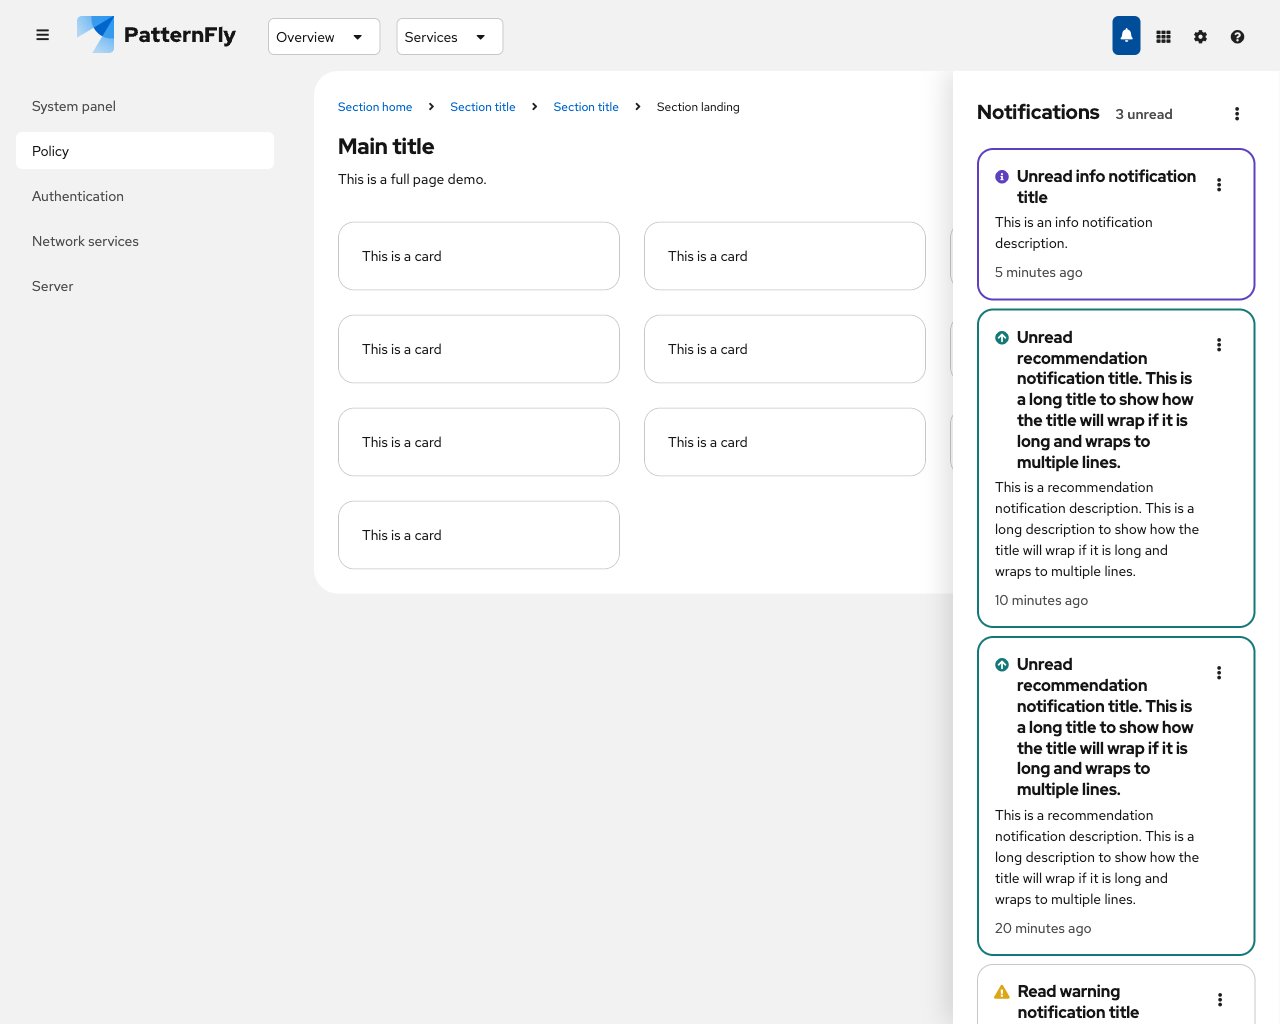 PatternFly
Overview
Services
System panel
Policy
Authentication
Network services
Server
Section home
Section title
Section title
Section landing
Main title
This is a full page demo.
This is a card
This is a card
This is a card
This is a card
This is a card
This is a card
This is a card
Notifications
3 unread
Unread info notification
title
This is an info notification
description.
5 minutes ago
Unread
recommendation
notification title. This is
a long title to show how
the title will wrap if it is
long and wraps to
multiple lines.
This is a recommendation
notification description. This is a
long description to show how the
title will wrap if it is long and
wraps to multiple lines.
10 minutes ago
Unread
recommendation
notification title. This is
a long title to show how
the title will wrap if it is
long and wraps to
multiple lines.
This is a recommendation
notification description. This is a
long description to show how the
title will wrap if it is long and
wraps to multiple lines.
20 minutes ago
Read warning
notification title